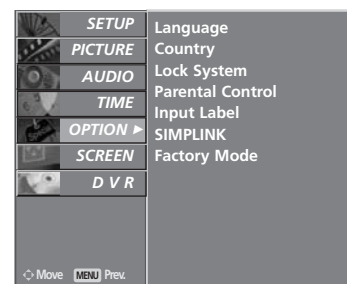 SETUP
PICTURE
AUDIO
TIME
OPTION ►
SCREEN
D V R
Language
Country
Lock System
Parental Control
Input Label
SIMPLINK
Factory Mode
Move MENU Prev.